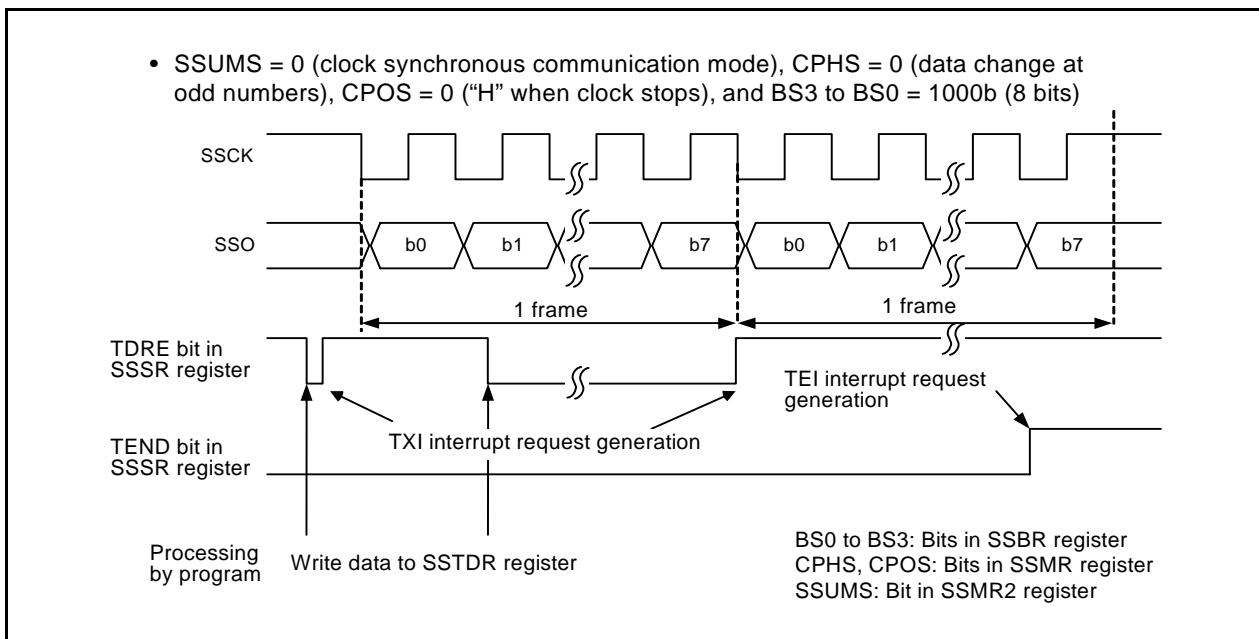 • SSUMS = 0 (clock synchronous communication mode), CPHS = 0 (data change at
odd numbers), CPOS = 0 (“H” when clock stops), and BS3 to BS0 = 1000b (8 bits)
SSCK
SSO
b0 b1 b7 b0 b1 b7
1 frame 1 frame
TDRE bit in
SSSR register
TEI interrupt request
generation
TXI interrupt request generation
TEND bit in
SSSR register
Processing
by program
Write data to SSTDR register
BS0 to BS3: Bits in SSBR register
CPHS, CPOS: Bits in SSMR register
SSUMS: Bit in SSMR2 register